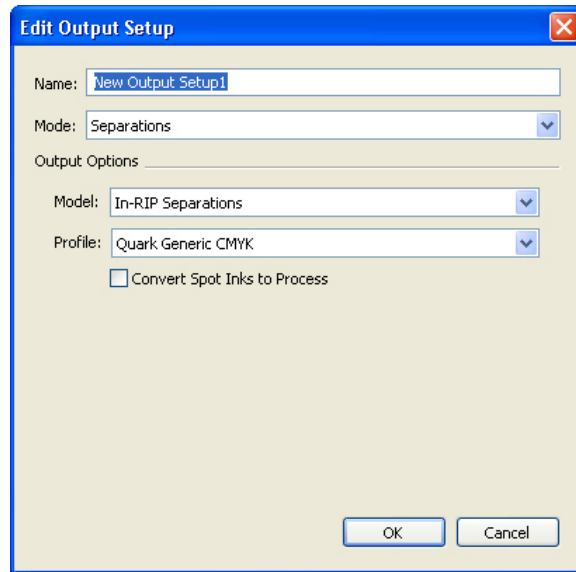 Edit Output Setup
Name: New Output Setup1
Mode: Separations
Output Options
Model: In-RIP Separations
Profile: Quark Generic CMYK
Convert Spot Inks to Process
OK Cancel